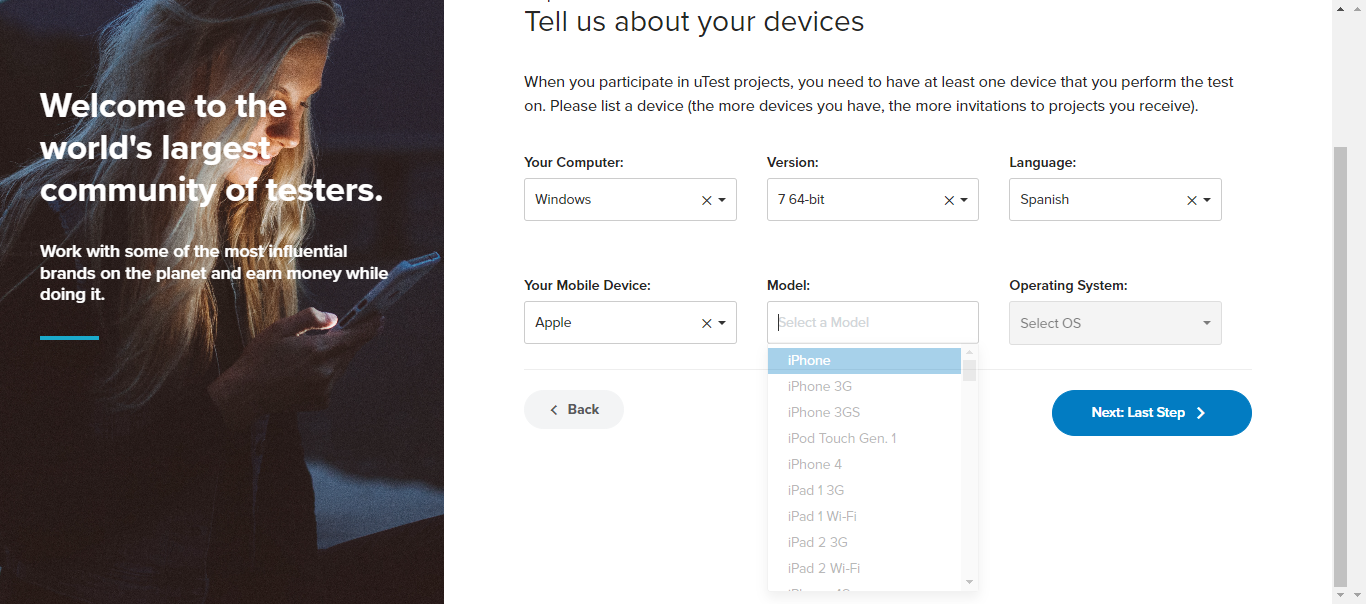 Tell us about your devices
Welcome to the
world's largest
community of testers.
Work with some of the most influential
brands on the planet and earn money while
doing it.
When you participate in uTest projects, you need to have at least one device that you perform the test
on. Please list a device (the more devices you have, the more invitations to projects you receive).
Your Computer: Version: Language:
Windows 7 64-bit Spanish
Your Mobile Device: Model: Operating System:
Apple Select a Model Select OS
iPhone
iPhone 3G
iPhone 3GS
iPod Touch Gen. 1
iPhone 4
iPad 1 3G
iPad 1 Wi-Fi
iPad 2 3G
iPad 2 Wi-Fi
Back
Next: Last Step